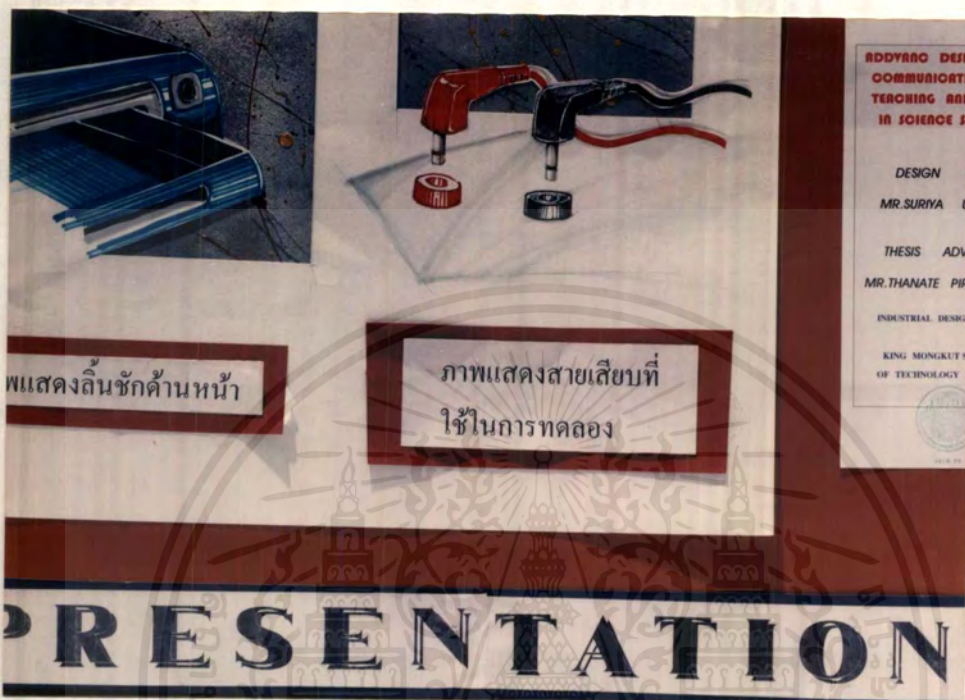 พแสดงลิ้นชักด้านหน้า
ภาพแสดงสายเสียบที่
ใช้ในการทดลอง
ADDVANC DESI
COMMUNICATI
TEACHING AN
IN SCIENCE S
DESIGN
MR.SURIYA
THESIS ADV
MR.THANATE PI
INDUSTRIAL DESIG
KING MONGKUT
OF TECHNOLOGY
PRESENTATION